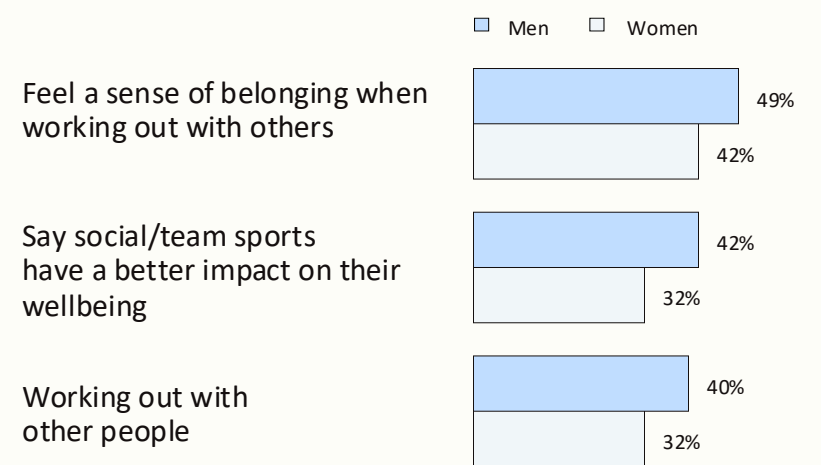 Men Women
Feel a sense of belonging when
working out with others
49%
42%
Say social/team sports
have a better impact on their
wellbeing
42%
32%
Working out with
other people
40%
32%